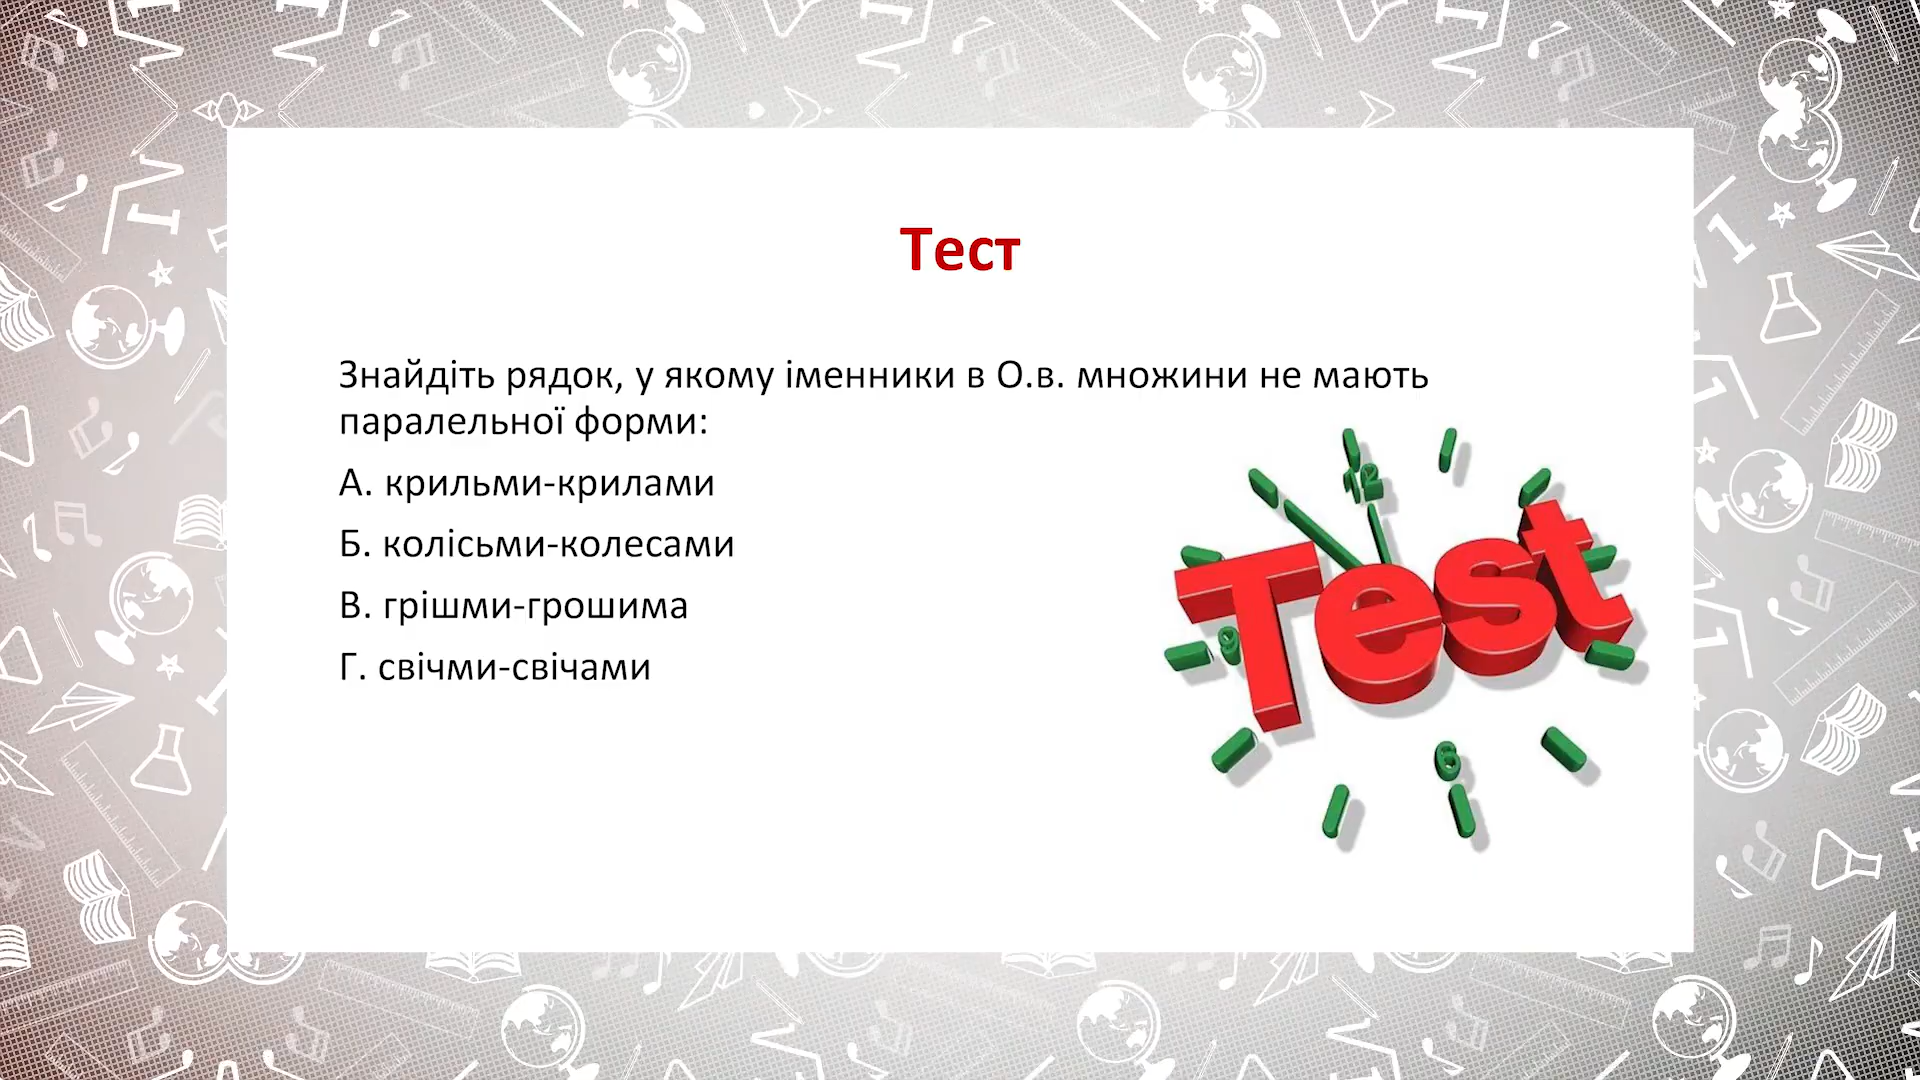 Тест
Знайдіть рядок, у якому іменники в О.в. множини не мають
паралельної форми:
А. крильми-крилами
Б. колісьми-колесами
В. грішми-грошима
Г. свічми-свічами
12
Test
9
6